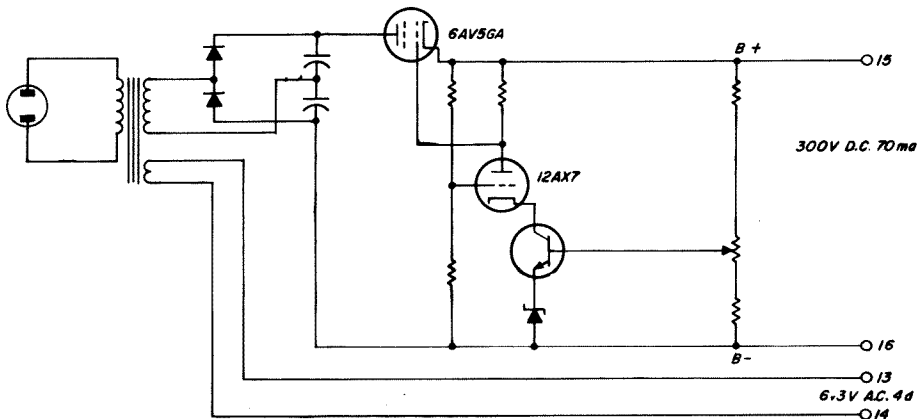 6AV5GA
B+
15
300V D.C. 70ma
12AX7
16
B-
13
6.3V A.C. 4a
14